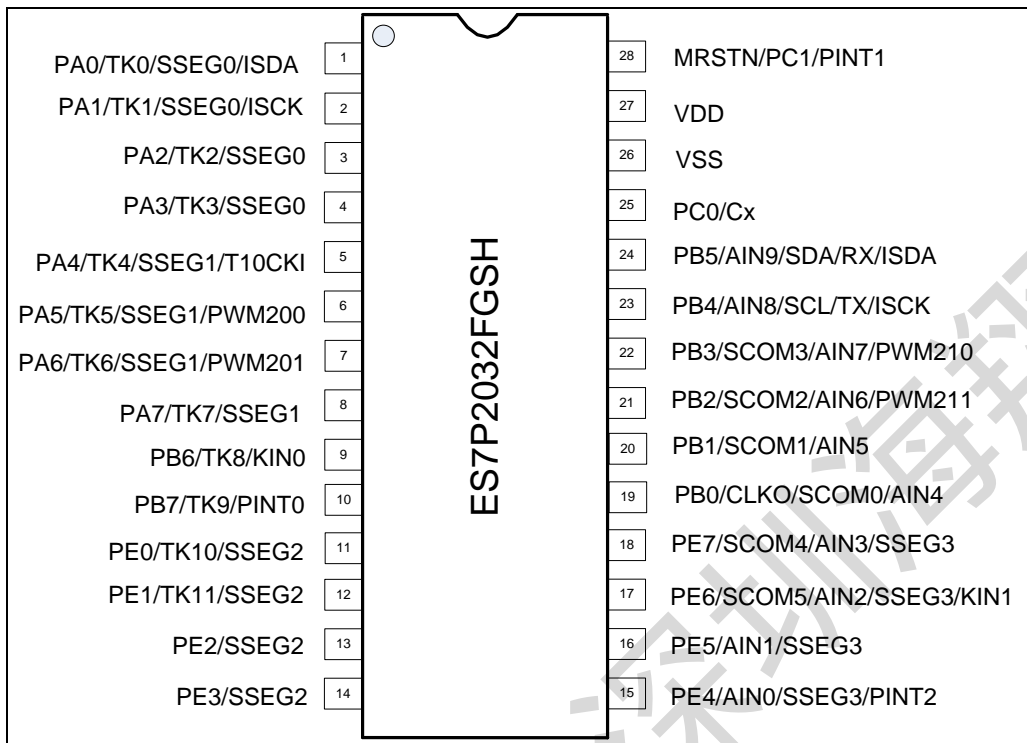 PA0/TK0/SSEG0/ISDA 1
PA1/TK1/SSEG0/ISCK 2
PA2/TK2/SSEG0 3
PA3/TK3/SSEG0 4
PA4/TK4/SSEG1/T10CKI 5
PA5/TK5/SSEG1/PWM200 6
PA6/TK6/SSEG1/PWM201 7
PA7/TK7/SSEG1 8
PB6/TK8/KIN0 9
PB7/TK9/PINT0 10
PE0/TK10/SSEG2 11
PE1/TK11/SSEG2 12
PE2/SSEG2 13
PE3/SSEG2 14
ES7P2032FGSH
28 MRSTN/PC1/PINT1
27 VDD
26 VSS
25 PC0/Cx
24 PB5/AIN9/SDA/RX/ISDA
23 PB4/AIN8/SCL/TX/ISCK
22 PB3/SCOM3/AIN7/PWM210
21 PB2/SCOM2/AIN6/PWM211
20 PB1/SCOM1/AIN5
19 PB0/CLKO/SCOM0/AIN4
18 PE7/SCOM4/AIN3/SSEG3
17 PE6/SCOM5/AIN2/SSEG3/KIN1
16 PE5/AIN1/SSEG3
15 PE4/AIN0/SSEG3/PINT2
深圳海翔